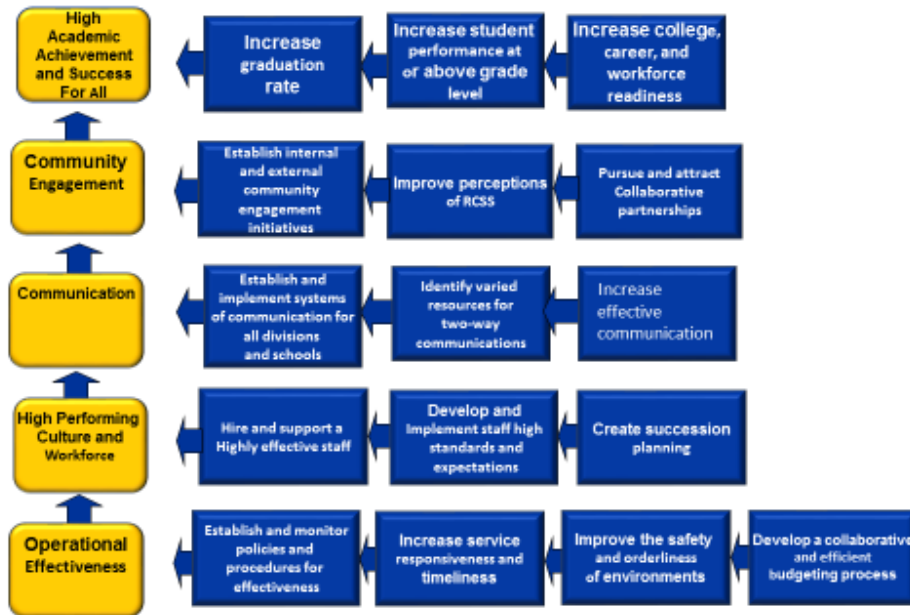 High
Academic
Achievement
and Success
For All
Increase
graduation
rate
Increase student
performance at
or above grade
level
Increase college,
career, and
workforce
readiness
Community
Engagement
Establish internal
and external
community
engagement
initiatives
Improve perceptions
of RCSS
Pursue and attract
Collaborative
partnerships
Communication
Establish and
implement systems
of communication for
all divisions
and schools
Identify varied
resources for
two-way
communications
Increase
effective
communication
High Performing
Culture and
Workforce
Hire and support a
Highly effective staff
Develop and
Implement staff high
standards and
expectations
Create succession
planning
Operational
Effectiveness
Establish and monitor
policies and
procedures for
effectiveness
Increase service
responsiveness and
timeliness
Improve the safety
and orderliness
of environments
Develop a collaborative
and efficient
budgeting process